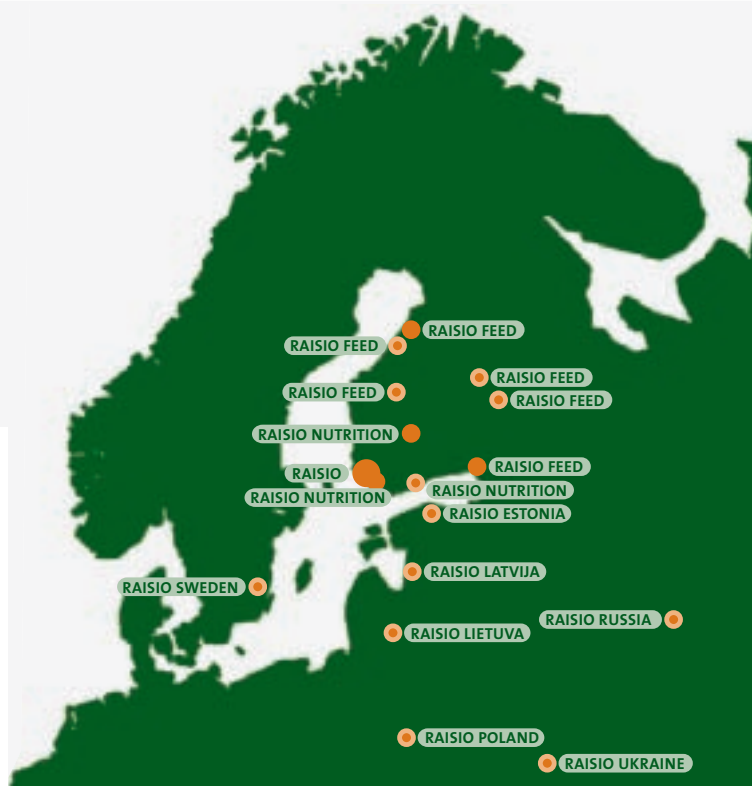 RAISIO FEED
RAISIO FEED
RAISIO FEED
RAISIO FEED
RAISIO FEED
RAISIO NUTRITION
RAISIO FEED
RAISIO
RAISIO NUTRITION
RAISIO NUTRITION
RAISIO ESTONIA
RAISIO LATVIJA
RAISIO SWEDEN
RAISIO RUSSIA
RAISIO LIETUVA
RAISIO POLAND
RAISIO UKRAINE